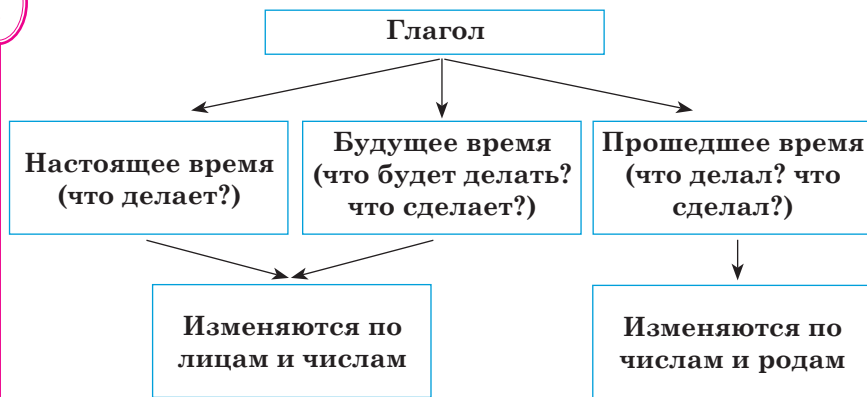 Глагол
Настоящее время
(что делает?)
Будущее время
(что будет делать?
что сделает?)
Прошедшее время
(что делал? что
сделал?)
Изменяются по
лицам и числам
Изменяются по
числам и родам